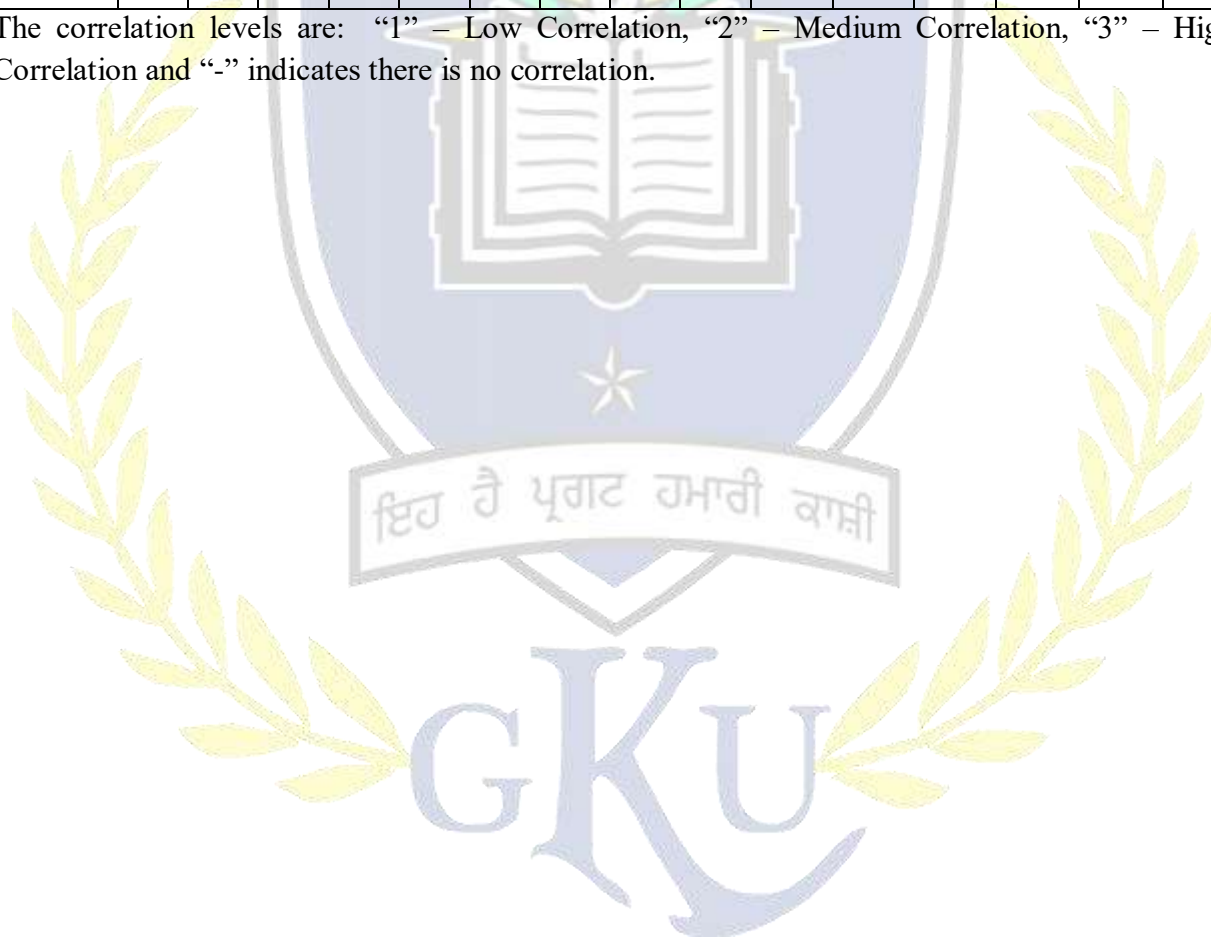 The correlation levels are: “1” – Low Correlation, “2” – Medium Correlation, “3” –
Correlation and “-” indicates there is no correlation.
ਇਹ ਹੈ ਪ੍ਰਗਟ ਹਮਾਰੀ ਕਾਸ਼ੀ
GKU